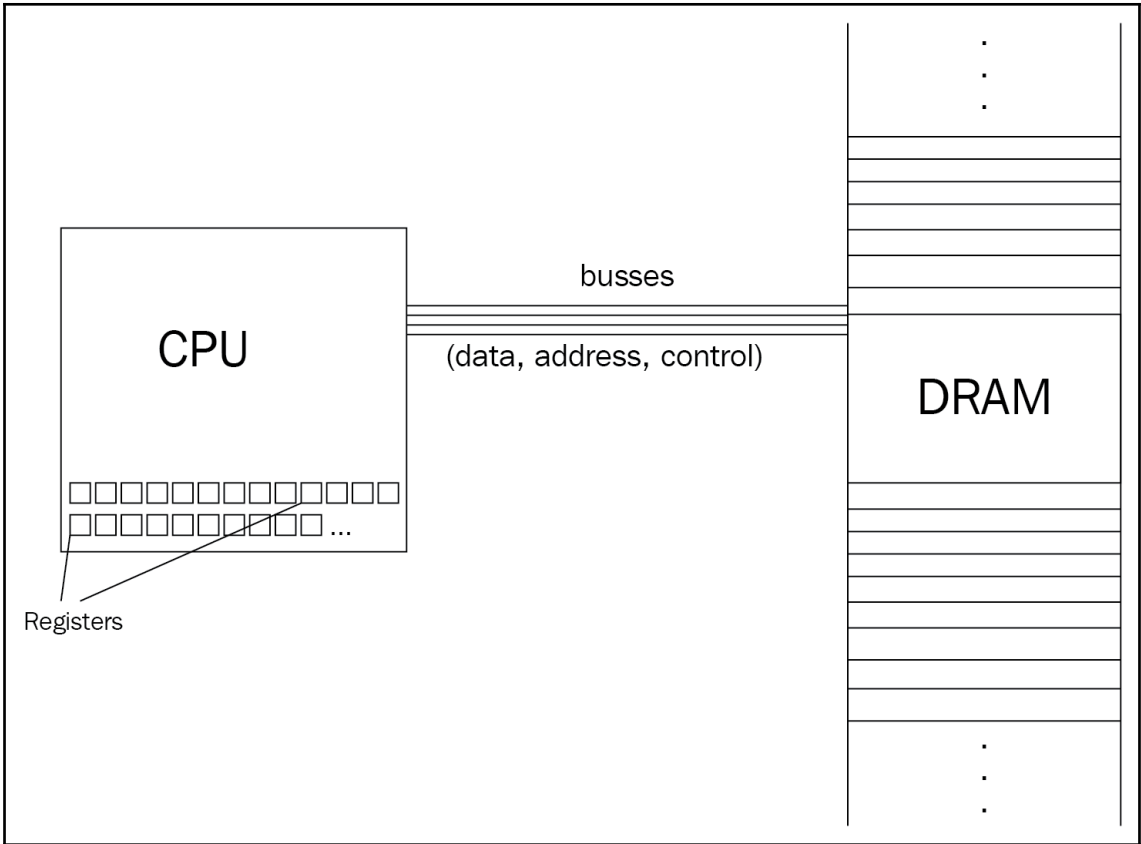 busses
CPU
(data, address, control)
DRAM
...
Registers